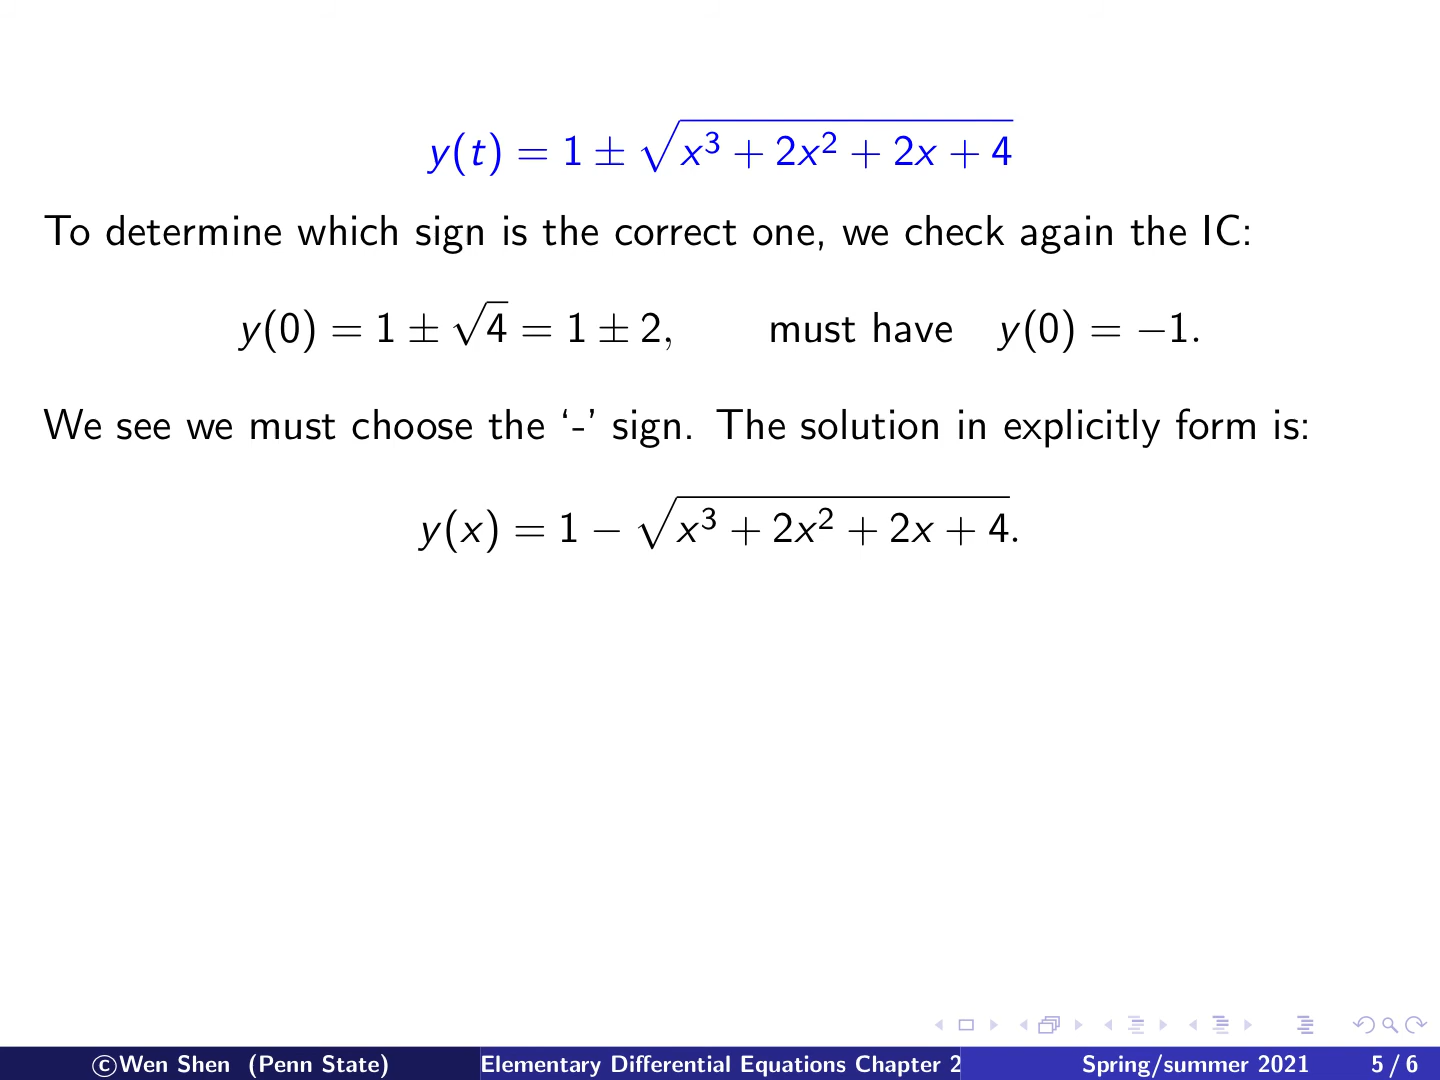 y(t) = 1 ± √(x³ + 2x² + 2x + 4)
To determine which sign is the correct one, we check again the IC:
y(0) = 1 ± √4 = 1 ± 2, must have y(0) = −1.
We see we must choose the ‘-’ sign. The solution in explicitly form is:
y(x) = 1 − √(x³ + 2x² + 2x + 4).
©Wen Shen (Penn State) Elementary Differential Equations Chapter 2 Spring/summer 2021 5 / 6